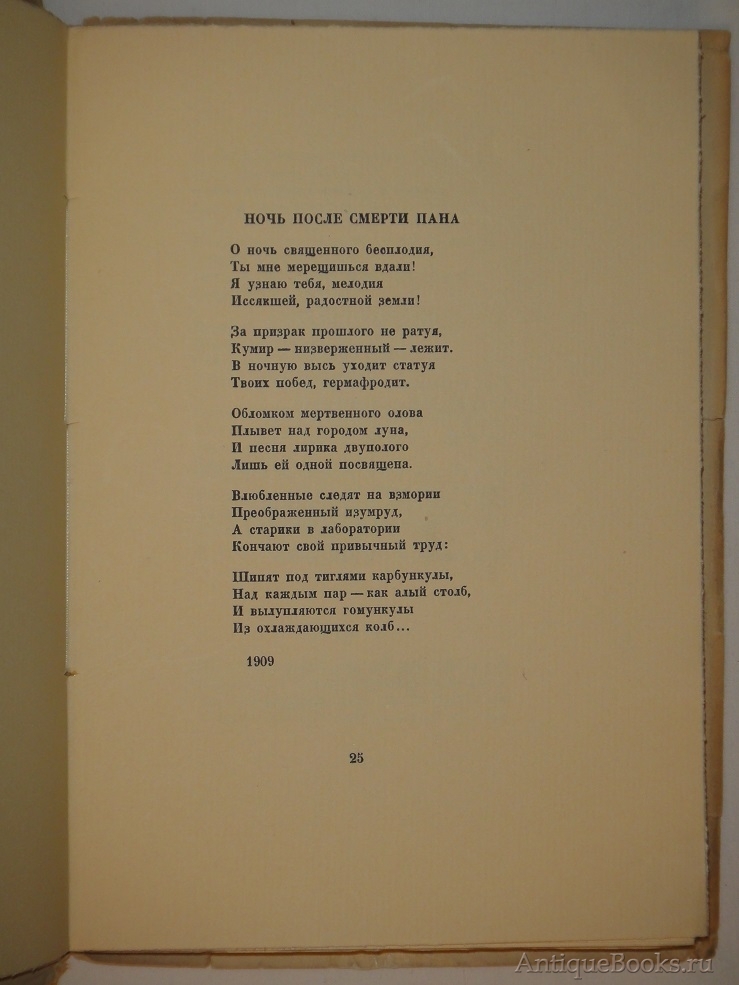 НОЧЬ ПОСЛЕ СМЕРТИ ПАНА
О ночь священного бесплодия,
Ты мне мерещишься вдали!
Я узнаю тебя, мелодия
Иссякшей, радостной земли!
За призрак прошлого не ратуя,
Кумир — низверженный — лежит.
В ночную высь уходит статуя
Твоих побед, гермафродит.
Обломком мертвенного олова
Плывет над городом луна,
И песня лирика двуполого
Лишь ей одной посвящена.
Влюбленные следят на взмории
Преображенный изумруд,
А старики в лаборатории
Кончают свой привычный труд:
Шипят под тиглями карбункулы,
Над каждым пар — как алый столб,
И вылупляются гомункулы
Из охлаждающихся колб...
1909
25
AntiqueBooks.ru